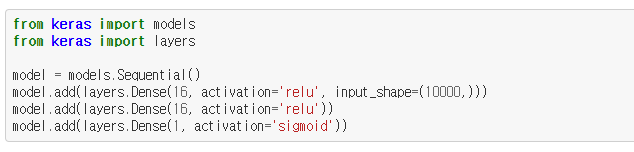 from keras import models
from keras import layers
model = models.Sequential()
model.add(layers.Dense(16, activation='relu', input_shape=(10000,)))
model.add(layers.Dense(16, activation='relu'))
model.add(layers.Dense(1, activation='sigmoid'))